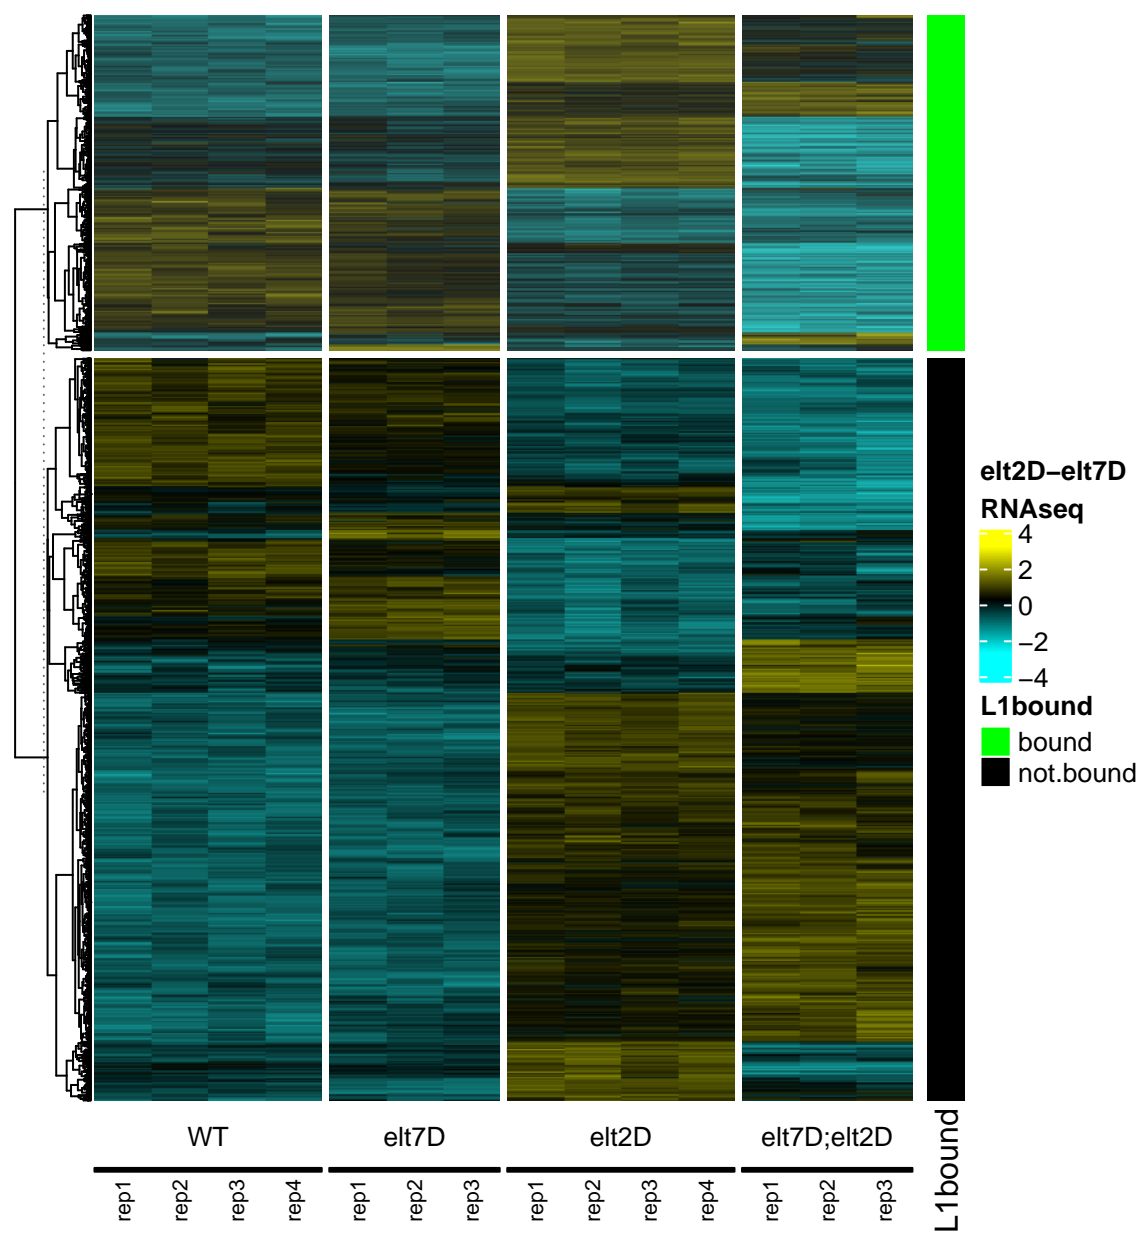 elt2D−elt7D
RNAseq
4
2
0
−2
−4
L1bound
bound
not.bound
WT
elt7D
elt2D
elt7D;elt2D
rep1
rep2
rep3
rep4
rep1
rep2
rep3
rep1
rep2
rep3
rep4
rep1
rep2
rep3
L1bound